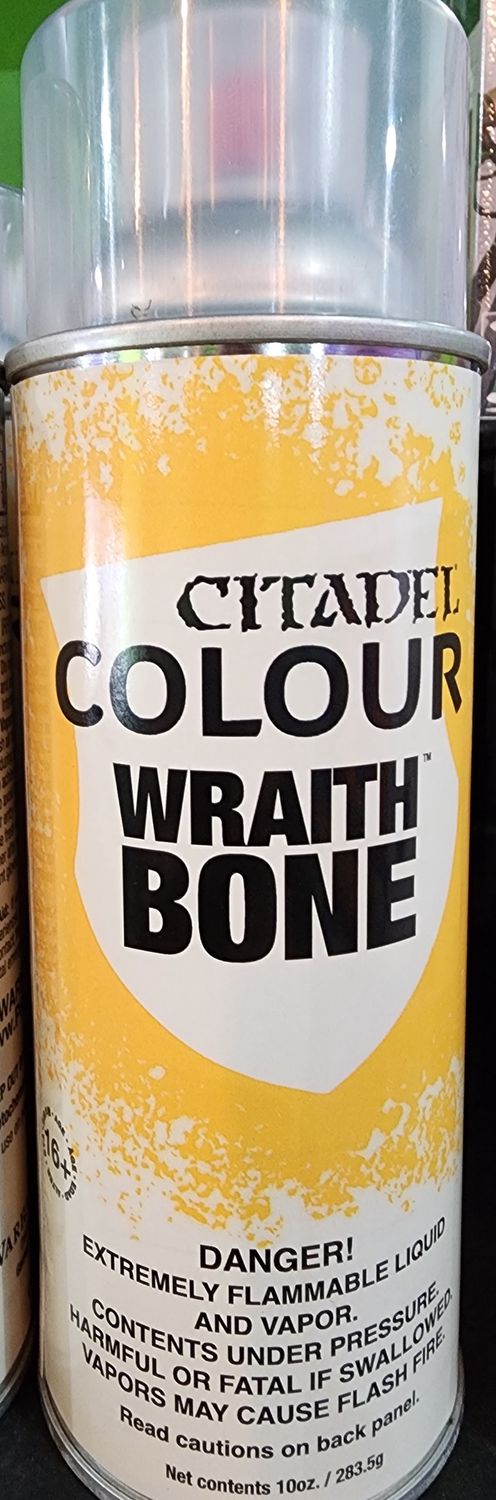 CITADEL
COLOUR
WRAITH™
BONE
16+
DANGER!
EXTREMELY FLAMMABLE LIQUID
AND VAPOR.
CONTENTS UNDER PRESSURE.
HARMFUL OR FATAL IF SWALLOWED.
VAPORS MAY CAUSE FLASH FIRE.
Read cautions on back panel.
Net contents 10oz. / 283.5g